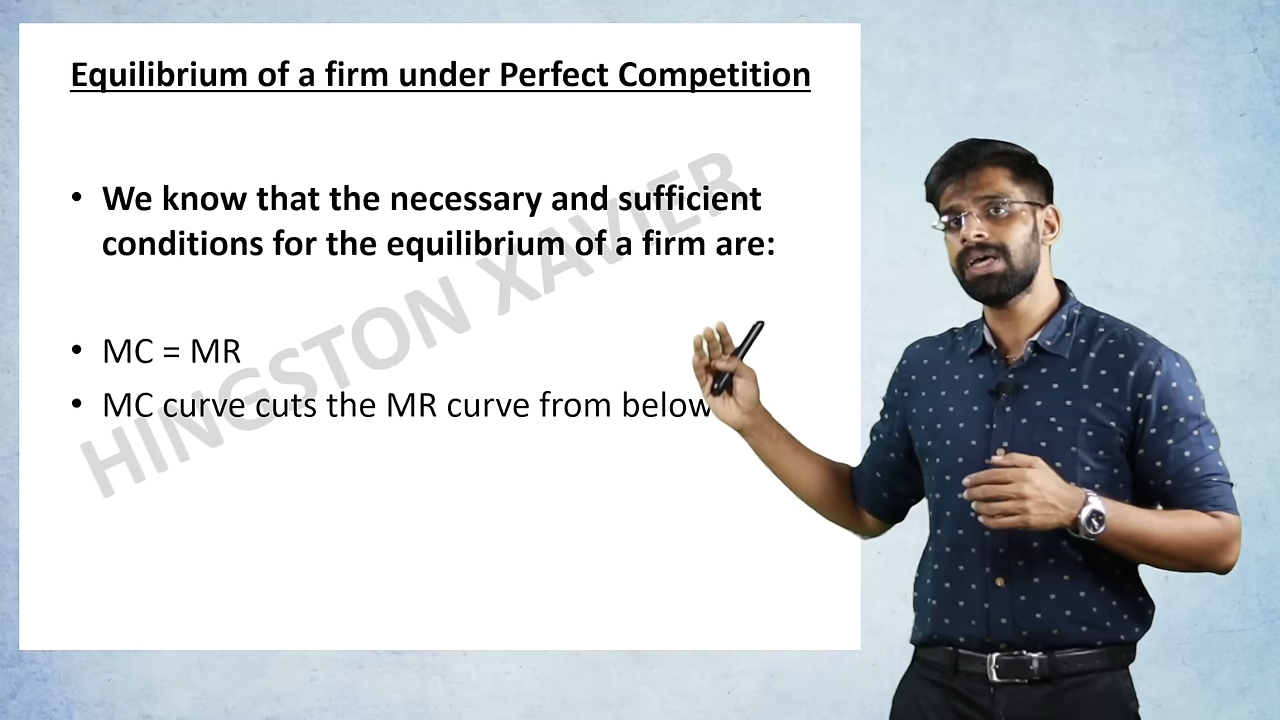 Equilibrium of a firm under Perfect Competition
• We know that the necessary and sufficient
conditions for the equilibrium of a firm are:
• MC = MR
• MC curve cuts the MR curve from below
HINGSTON XAVIER